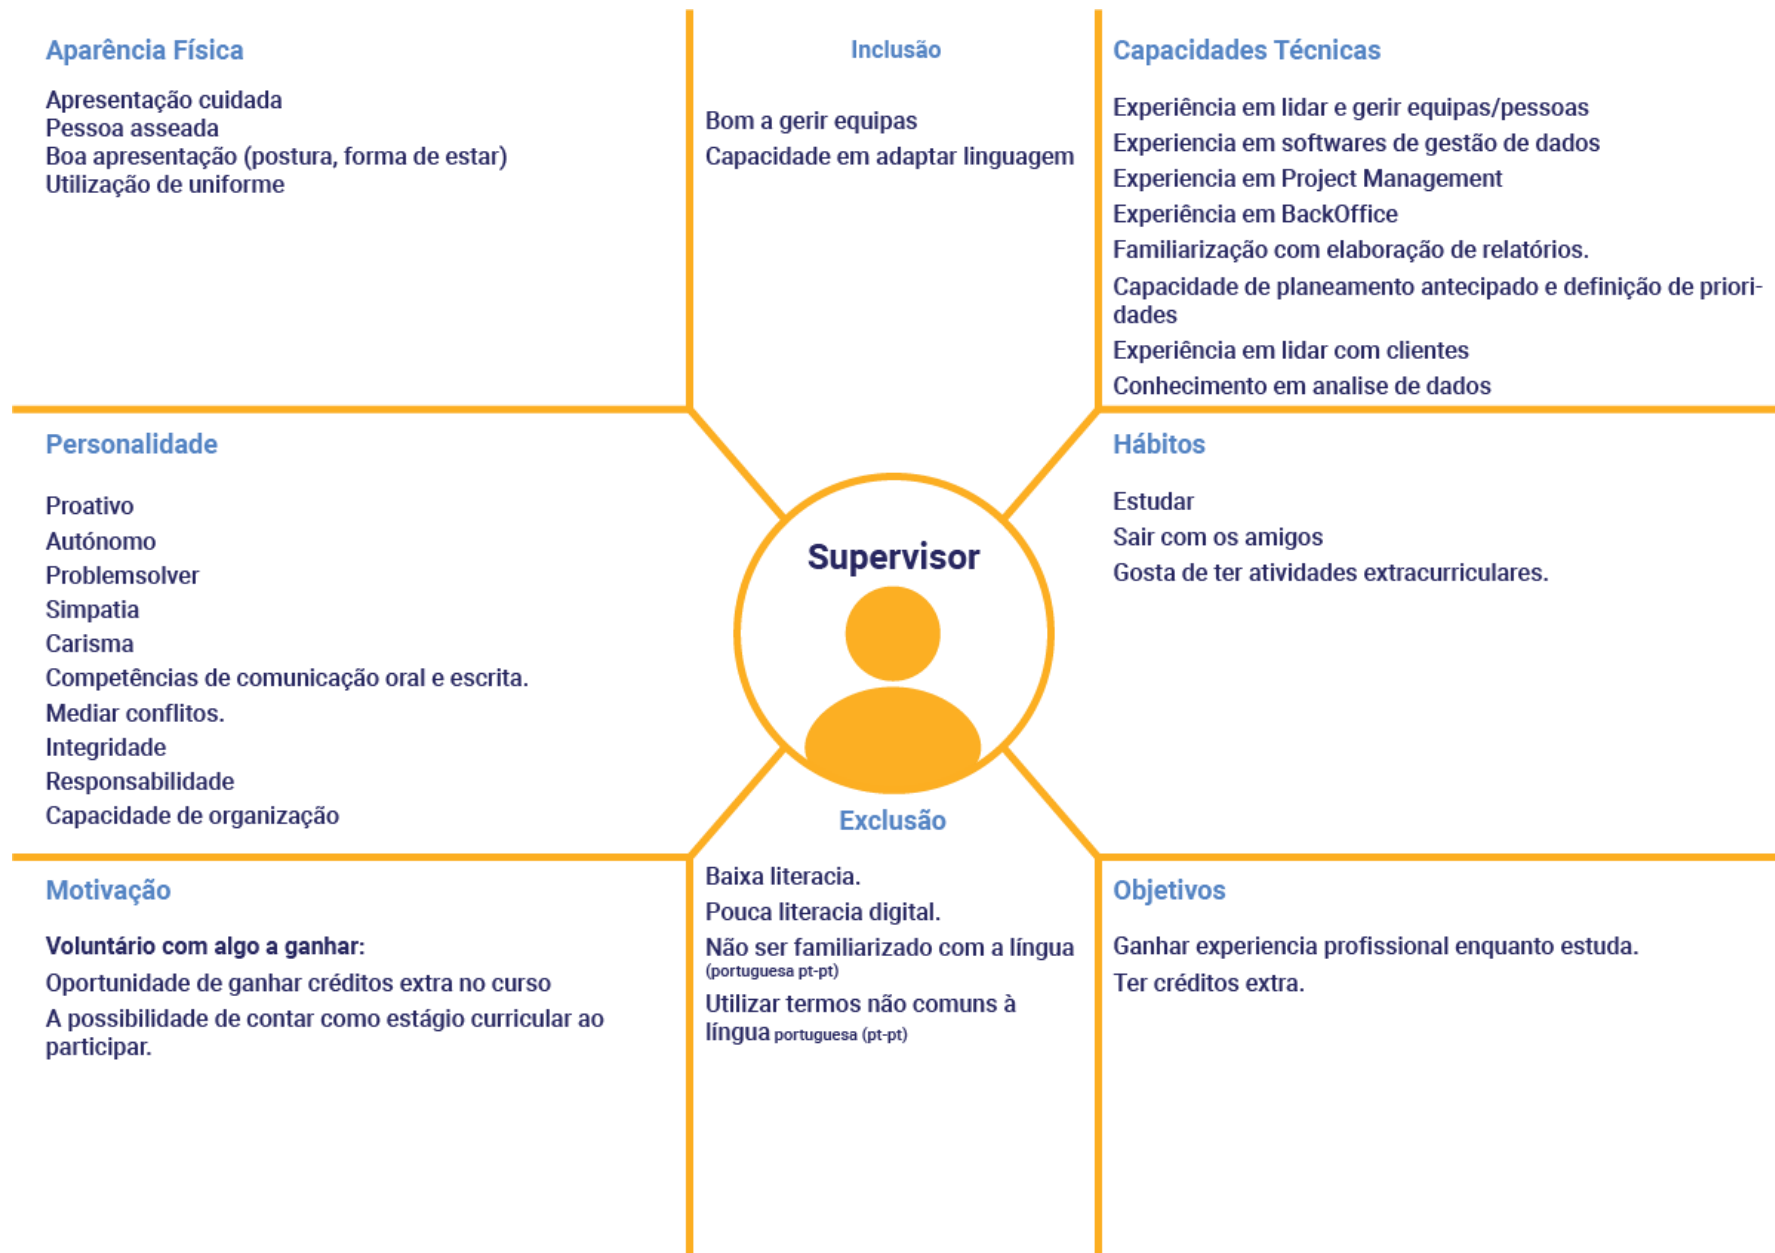 Aparência Física
Apresentação cuidada
Pessoa asseada
Boa apresentação (postura, forma de estar)
Utilização de uniforme
Inclusão
Bom a gerir equipas
Capacidade em adaptar linguagem
Capacidades Técnicas
Experiência em lidar e gerir equipas/pessoas
Experiencia em softwares de gestão de dados
Experiencia em Project Management
Experiência em BackOffice
Familiarização com elaboração de relatórios.
Capacidade de planeamento antecipado e definição de priori-
dades
Experiência em lidar com clientes
Conhecimento em analise de dados
Personalidade
Proativo
Autónomo
Problemsolver
Simpatia
Carisma
Competências de comunicação oral e escrita.
Mediar conflitos.
Integridade
Responsabilidade
Capacidade de organização
Supervisor
Hábitos
Estudar
Sair com os amigos
Gosta de ter atividades extracurriculares.
Motivação
Voluntário com algo a ganhar:
Oportunidade de ganhar créditos extra no curso
A possibilidade de contar como estágio curricular ao
participar.
Exclusão
Baixa literacia.
Pouca literacia digital.
Não ser familiarizado com a língua
(portuguesa pt-pt)
Utilizar termos não comuns à
língua portuguesa (pt-pt)
Objetivos
Ganhar experiencia profissional enquanto estuda.
Ter créditos extra.